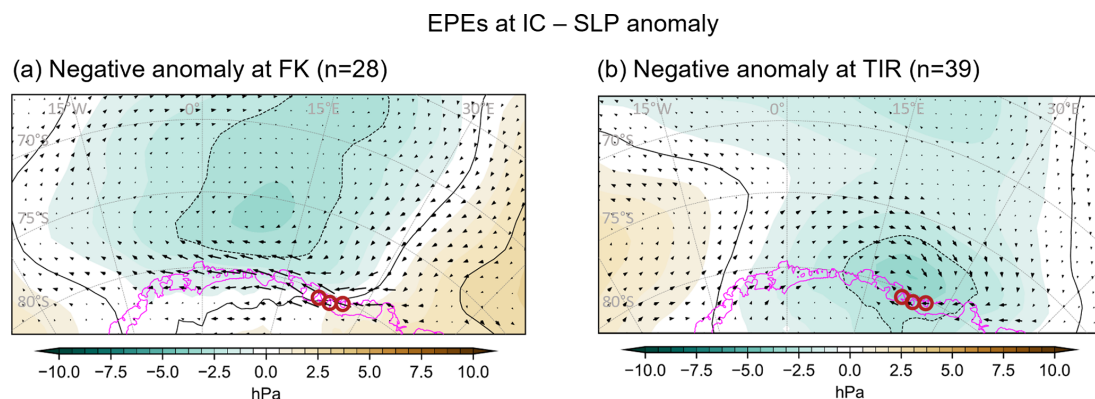 EPEs at IC – SLP anomaly
(a) Negative anomaly at FK (n=28)
(b) Negative anomaly at TIR (n=39)
15°W 0° 15°E 30°E
70°S
75°S
80°S
15°W 0° 15°E 30°E
70°S
75°S
80°S
−10.0 −7.5 −5.0 −2.5 0.0 2.5 5.0 7.5 10.0
hPa
−10.0 −7.5 −5.0 −2.5 0.0 2.5 5.0 7.5 10.0
hPa